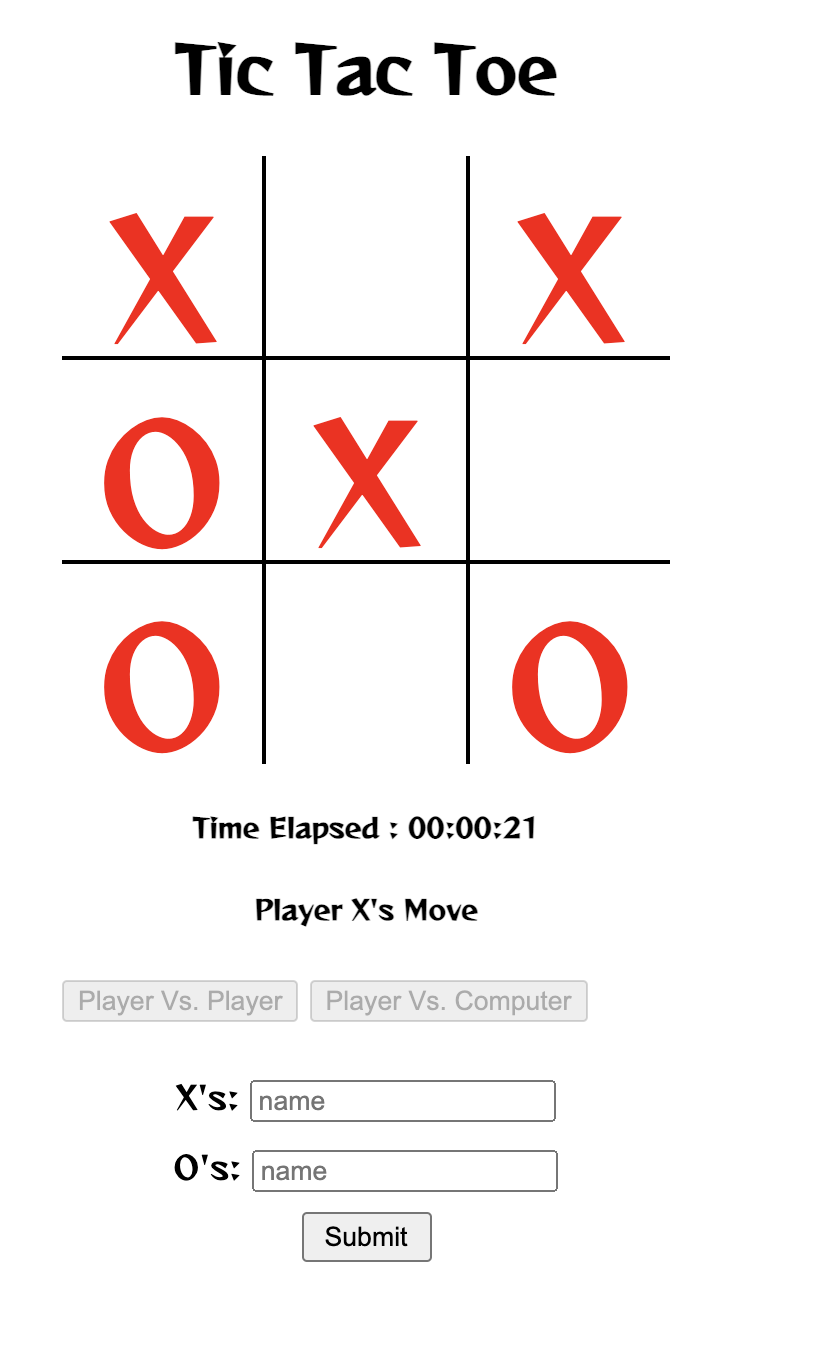 Tic Tac Toe
X X
O X
O O
Time Elapsed : 00:00:21
Player X's Move
Player Vs. Player Player Vs. Computer
X's: name
O's: name
Submit